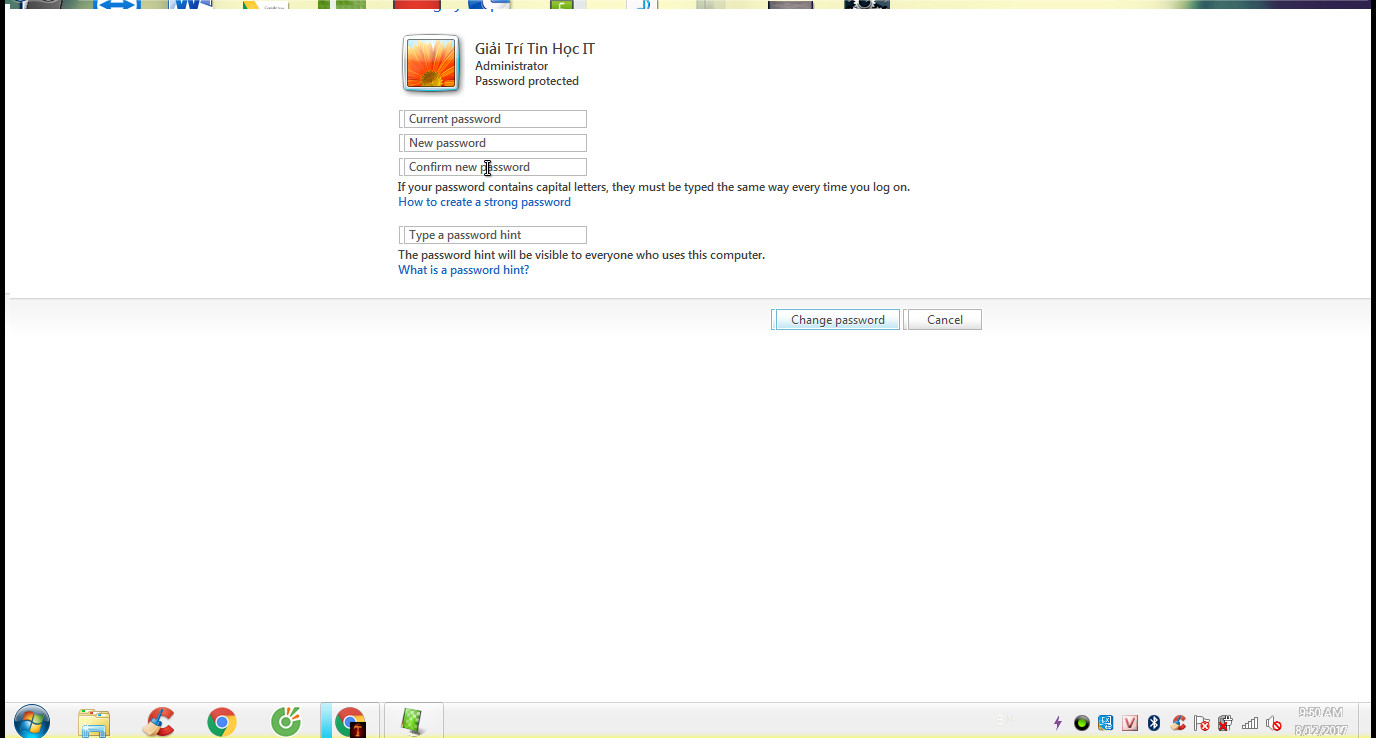 Giải Trí Tin Học IT
Administrator
Password protected
Current password
New password
Confirm new password
If your password contains capital letters, they must be typed the same way every time you log on.
How to create a strong password
Type a password hint
The password hint will be visible to everyone who uses this computer.
What is a password hint?
Change password
Cancel
9:50 AM
8/12/2017